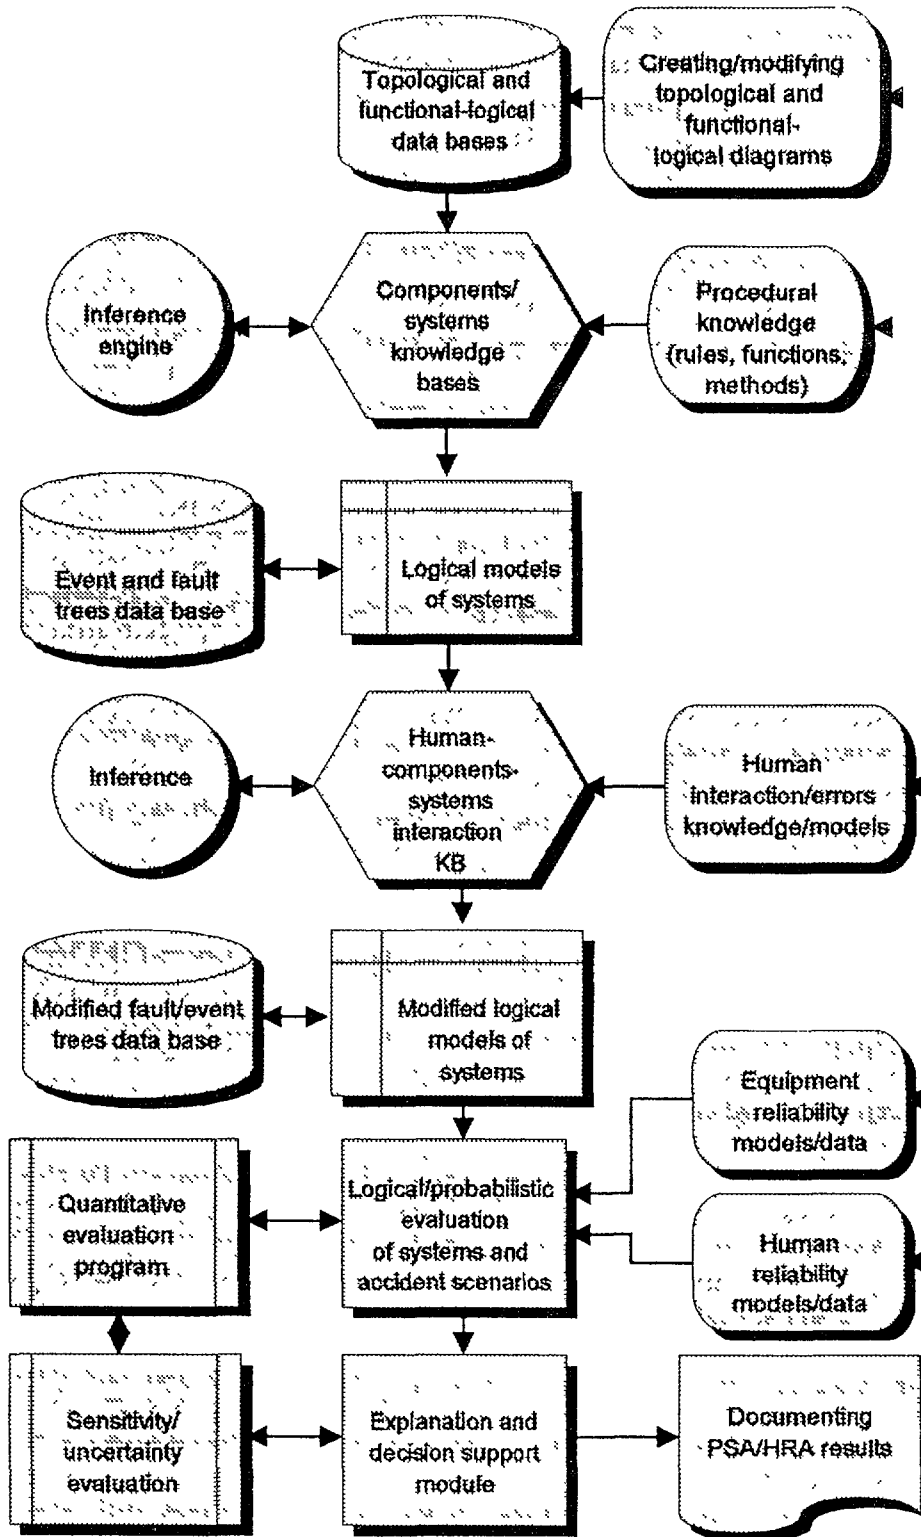 Topological and
functional-logical
data bases
Creating/modifying
topological and
functional-
logical diagrams
Inference
engine
Components/
systems
knowledge
bases
Procedural
knowledge
(rules, functions,
methods)
Event and fault
trees data base
Logical models
of systems
Inference
Human-
components-
systems
interaction
KB
Human
interaction/errors
knowledge/models
Modified fault/event
trees data base
Modified logical
models of
systems
Equipment
reliability
models/data
Quantitative
evaluation
program
Logical/probabilistic
evaluation
of systems and
accident scenarios
Human
reliability
models/data
Sensitivity/
uncertainty
evaluation
Explanation and
decision support
module
Documenting
PSA/HRA results